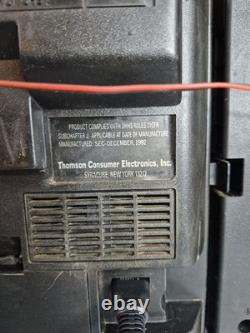 PRODUCT COMPLIES WITH DHHS RULES 21CFR
SUBCHAPTER J, APPLICABLE AT DATE OF MANUFACTURE
MANUFACTURED SEC-DECEMBER, 1992
Thomson Consumer Electronics, Inc.
SYRACUSE, NEW YORK